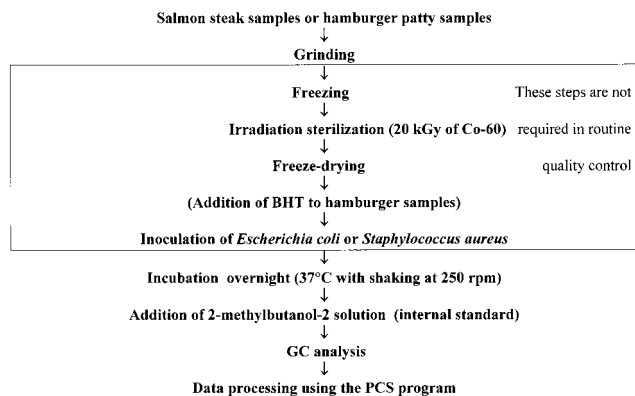 Salmon steak samples or hamburger patty samples
↓
Grinding
↓
Freezing These steps are not
↓
Irradiation sterilization (20 kGy of Co-60) required in routine
↓
Freeze-drying quality control
↓
(Addition of BHT to hamburger samples)
↓
Inoculation of Escherichia coli or Staphylococcus aureus
↓
Incubation overnight (37°C with shaking at 250 rpm)
↓
Addition of 2-methylbutanol-2 solution (internal standard)
↓
GC analysis
↓
Data processing using the PCS program